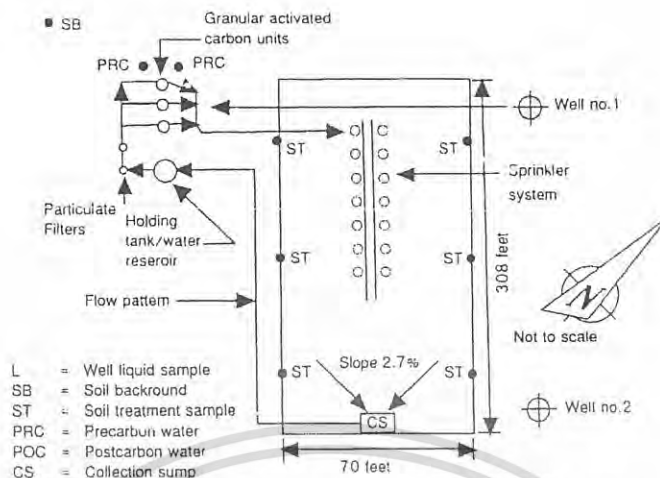 SB
Granular activated
carbon units
PRC
PRC
Well no.1
ST
ST
Sprinkler
system
Particulate
Filters
Holding
tank/water
reseroir
ST
ST
308 feet
Flow pattern
N
Not to scale
Slope 2.7%
ST
ST
L = Well liquid sample
SB = Soil backround
ST = Soil treatment sample
PRC = Precarbon water
POC = Postcarbon water
CS = Collection sump
CS
Well no.2
70 feet